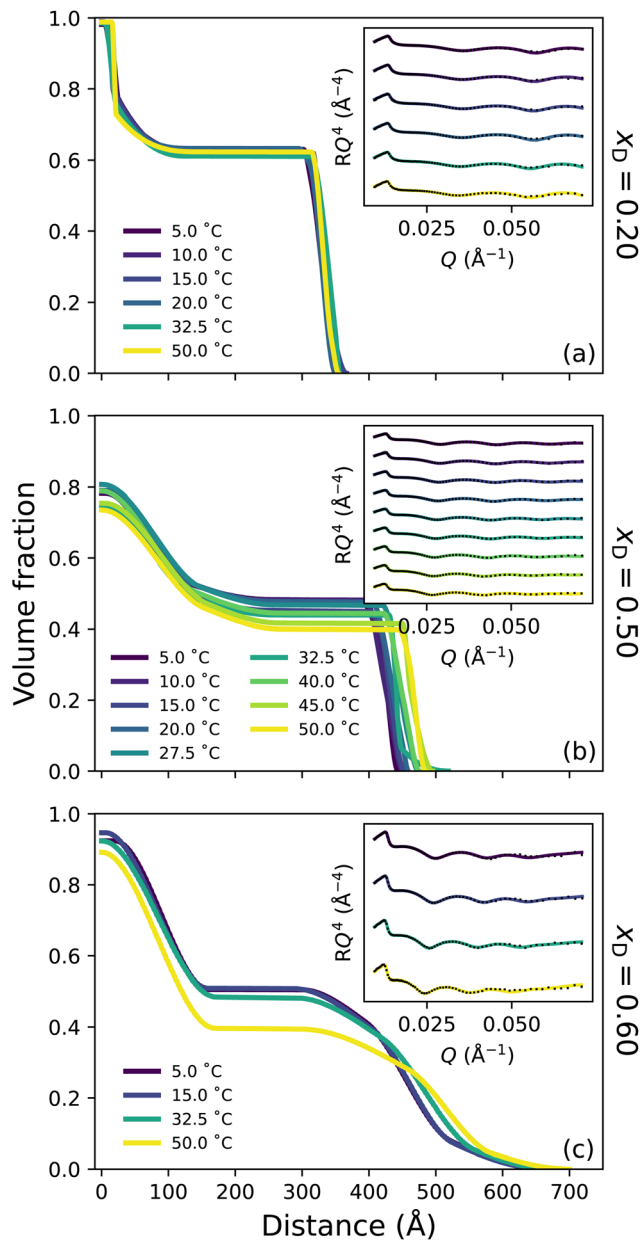 1.0
0.8
0.6
0.4
0.2
0.0
5.0 ˚C
10.0 ˚C
15.0 ˚C
20.0 ˚C
32.5 ˚C
50.0 ˚C
RQ⁴ (Å⁻⁴)
0.025 0.050
Q (Å⁻¹)
(a)
x_D = 0.20
1.0
0.8
0.6
0.4
0.2
0.0
Volume fraction
5.0 ˚C
10.0 ˚C
15.0 ˚C
20.0 ˚C
27.5 ˚C
32.5 ˚C
40.0 ˚C
45.0 ˚C
50.0 ˚C
RQ⁴ (Å⁻⁴)
0.025 0.050
Q (Å⁻¹)
(b)
x_D = 0.50
1.0
0.8
0.6
0.4
0.2
0.0
5.0 ˚C
15.0 ˚C
32.5 ˚C
50.0 ˚C
RQ⁴ (Å⁻⁴)
0.025 0.050
Q (Å⁻¹)
(c)
x_D = 0.60
0 100 200 300 400 500 600 700
Distance (Å)